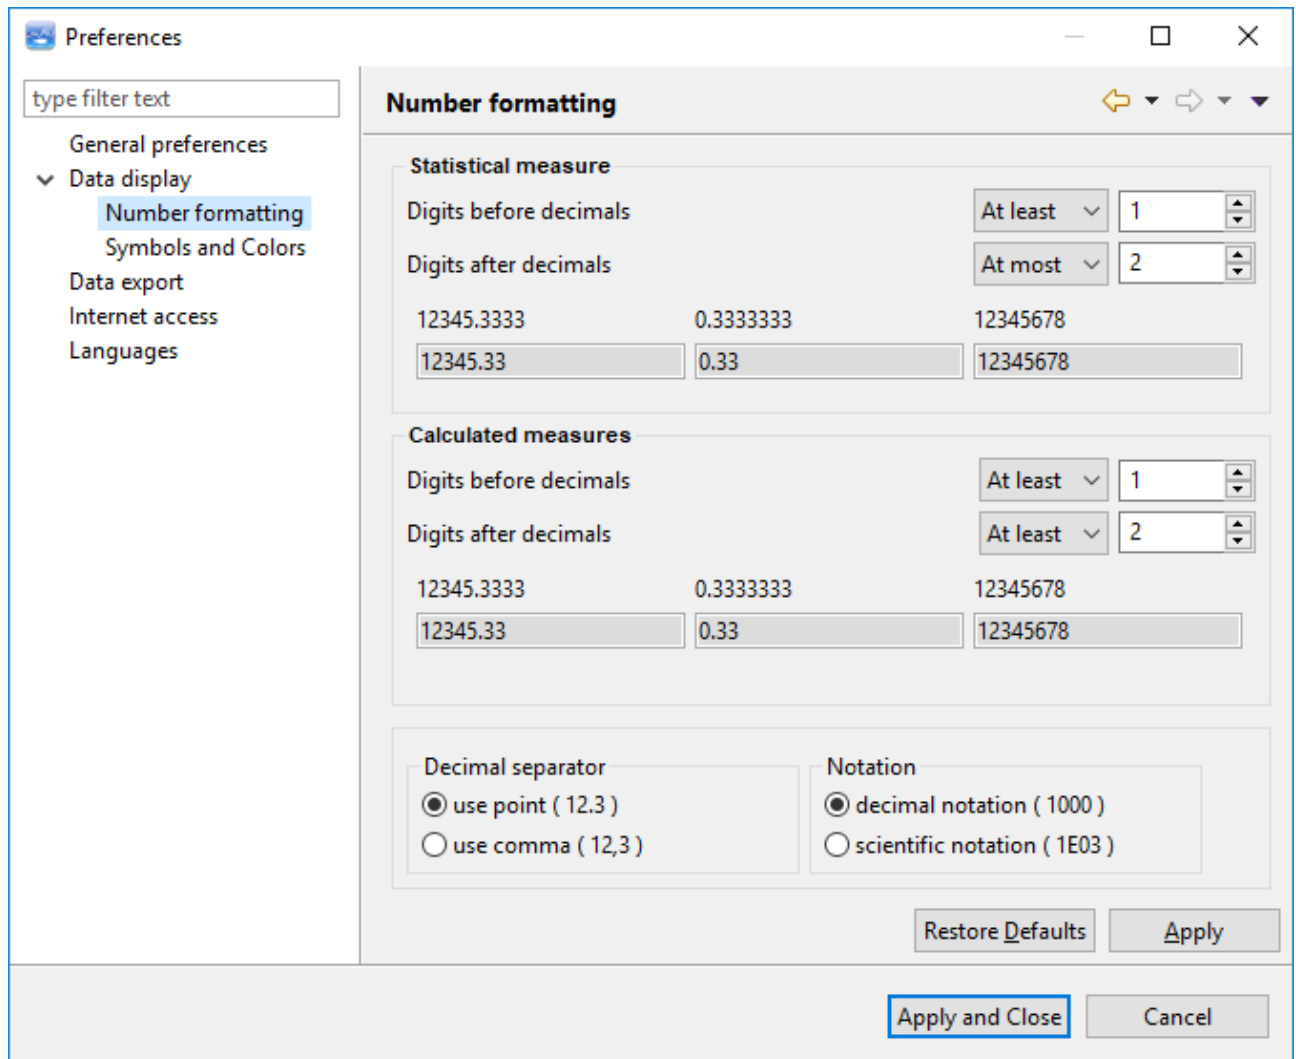 Preferences
type filter text
General preferences
Data display
Number formatting
Symbols and Colors
Data export
Internet access
Languages
Number formatting
Statistical measure
Digits before decimals At least 1
Digits after decimals At most 2
12345.3333 0.3333333 12345678
12345.33 0.33 12345678
Calculated measures
Digits before decimals At least 1
Digits after decimals At least 2
12345.3333 0.3333333 12345678
12345.33 0.33 12345678
Decimal separator
use point ( 12.3 )
use comma ( 12,3 )
Notation
decimal notation ( 1000 )
scientific notation ( 1E03 )
Restore Defaults Apply
Apply and Close Cancel